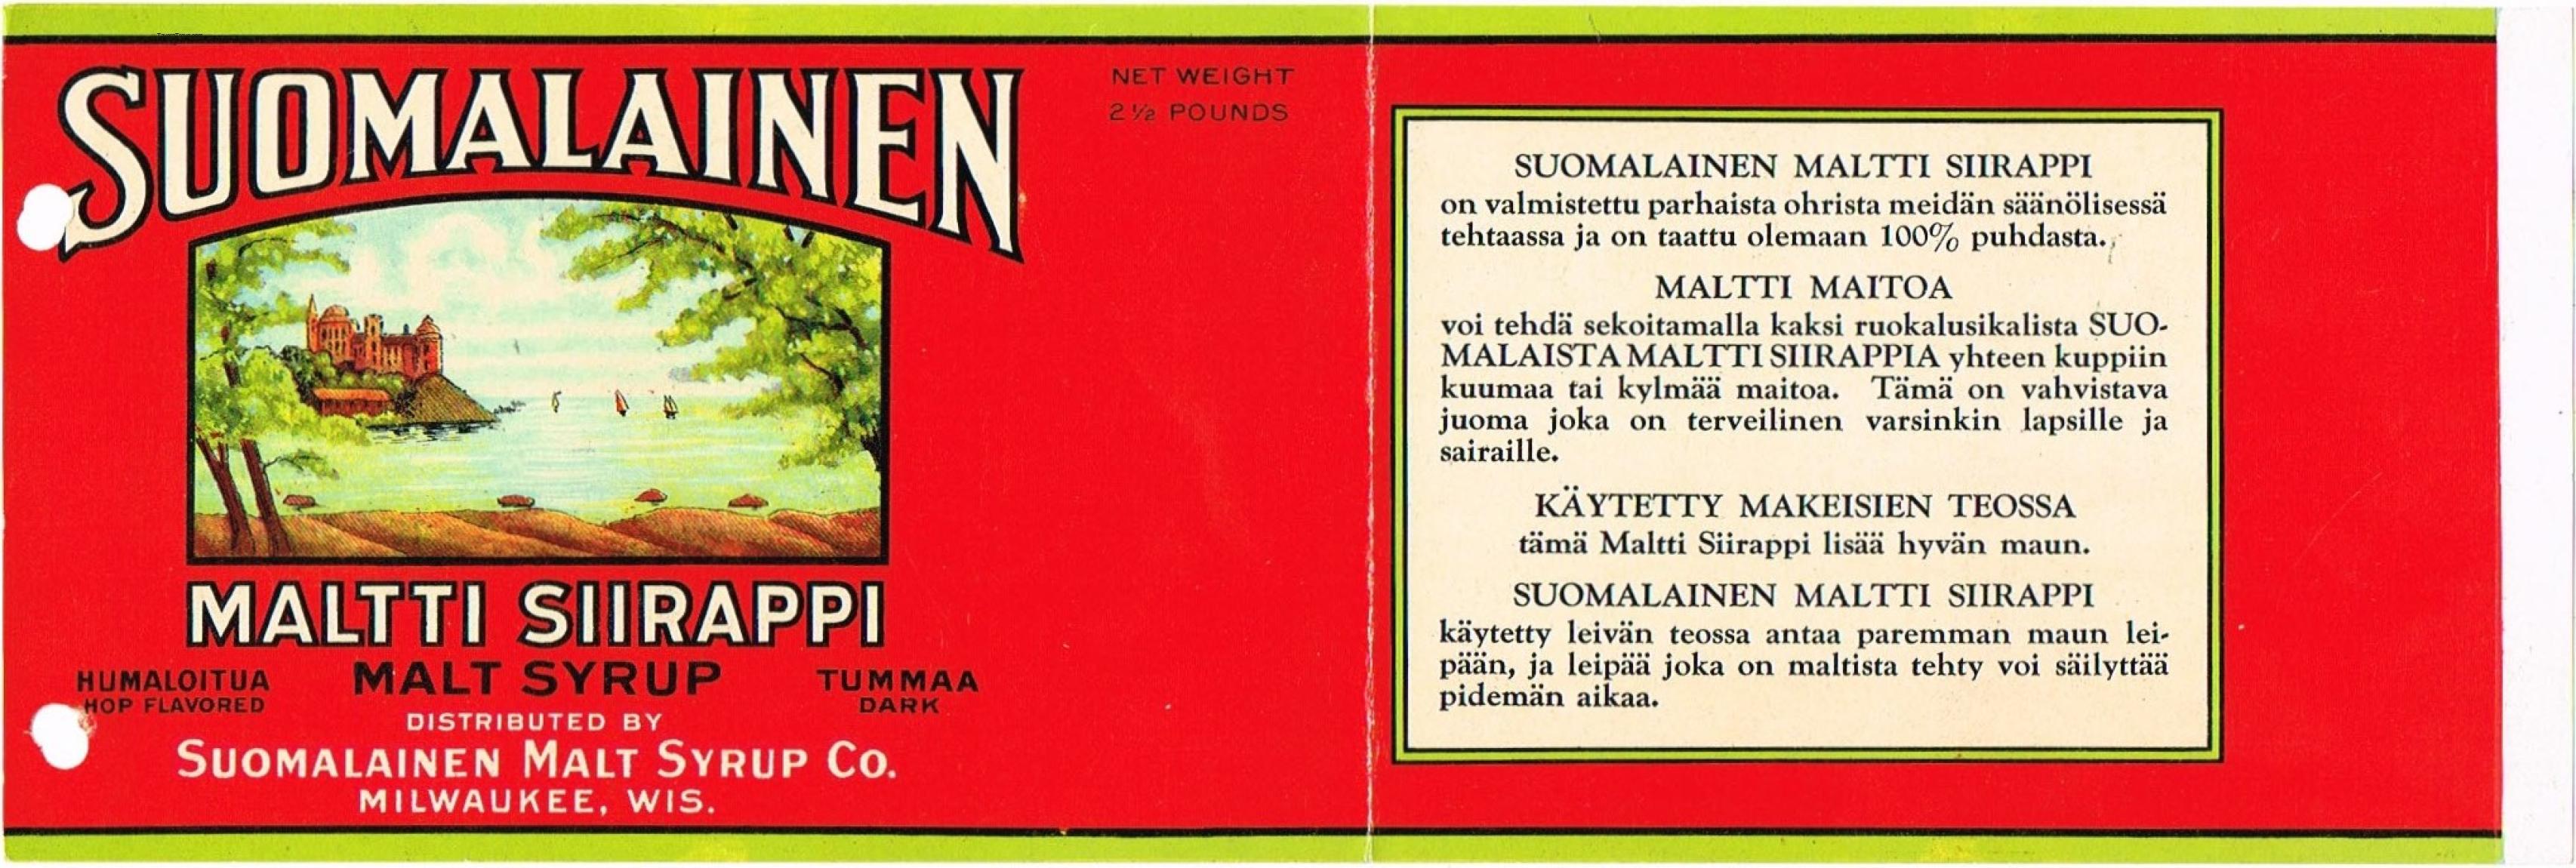 SUOMALAINEN
MALTTI SIIRAPPI
MALT SYRUP
HUMALOITUA
HOP FLAVORED
TUMMAA
DARK
DISTRIBUTED BY
SUOMALAINEN MALT SYRUP CO.
MILWAUKEE, WIS.
NET WEIGHT
2 ½ POUNDS
SUOMALAINEN MALTTI SIIRAPPI
on valmistettu parhaista ohrista meidän säänölisessä
tehtaassa ja on taattu olemaan 100% puhdasta.
MALTTI MAITOA
voi tehdä sekoitamalla kaksi ruokalusikalista SUO-
MALAISTA MALTTI SIIRAPPIA yhteen kuppiin
kuumaa tai kylmää maitoa. Tämä on vahvistava
juoma joka on terveilinen varsinkin lapsille ja
sairaille.
KÄYTETTY MAKEISIEN TEOSSA
tämä Maltti Siirappi lisää hyvän maun.
SUOMALAINEN MALTTI SIIRAPPI
käytetty leivän teossa antaa paremman maun lei-
pään, ja leipää joka on maltista tehty voi säilyttää
pidemän aikaa.